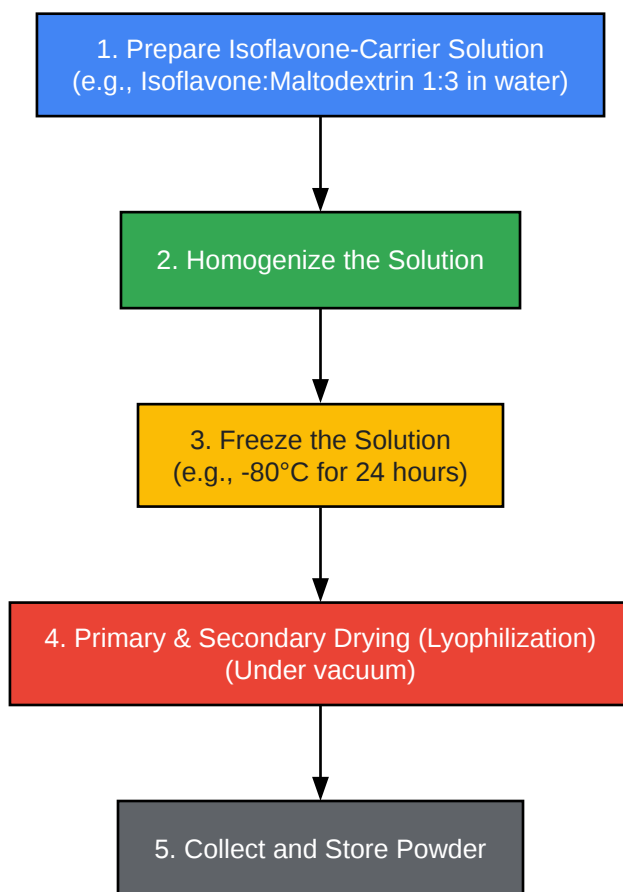 1. Prepare Isoflavone-Carrier Solution
(e.g., Isoflavone:Maltodextrin 1:3 in water)
2. Homogenize the Solution
3. Freeze the Solution
(e.g., -80°C for 24 hours)
4. Primary & Secondary Drying (Lyophilization)
(Under vacuum)
5. Collect and Store Powder